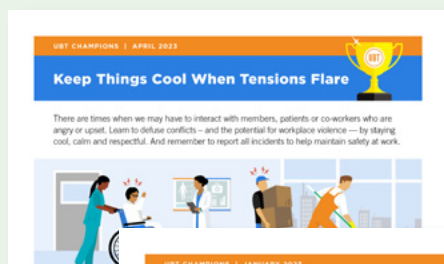 UBT CHAMPIONS | APRIL 2023
UBT
Keep Things Cool When Tensions Flare
There are times when we may have to interact with members, patients or co-workers who are
angry or upset. Learn to defuse conflicts – and the potential for workplace violence — by staying
cool, calm and respectful. And remember to report all incidents to help maintain safety at work.
UBT CHAMPIONS | JANUARY 2023